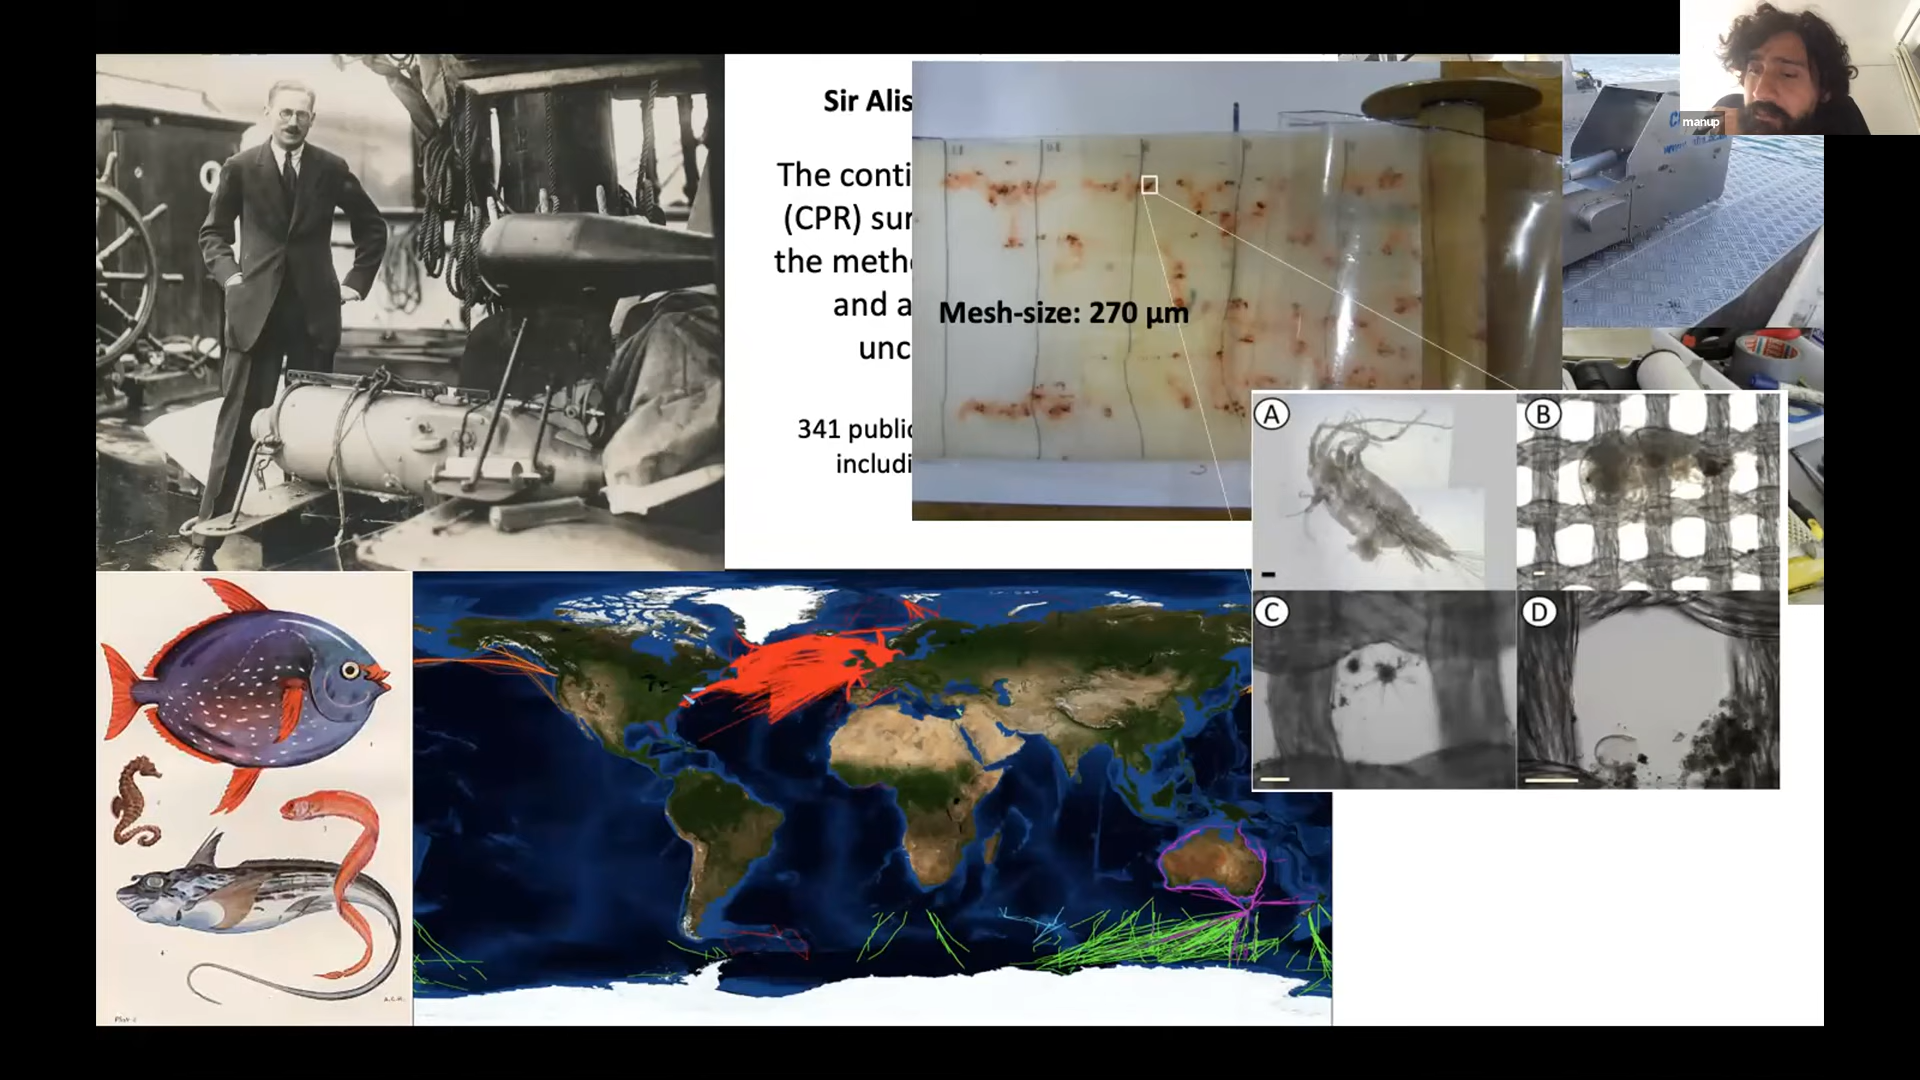 Sir Alis
The conti
(CPR) sur
the meth
and a
unc
341 public
includi
Mesh-size: 270 µm
manup
A
B
C
D